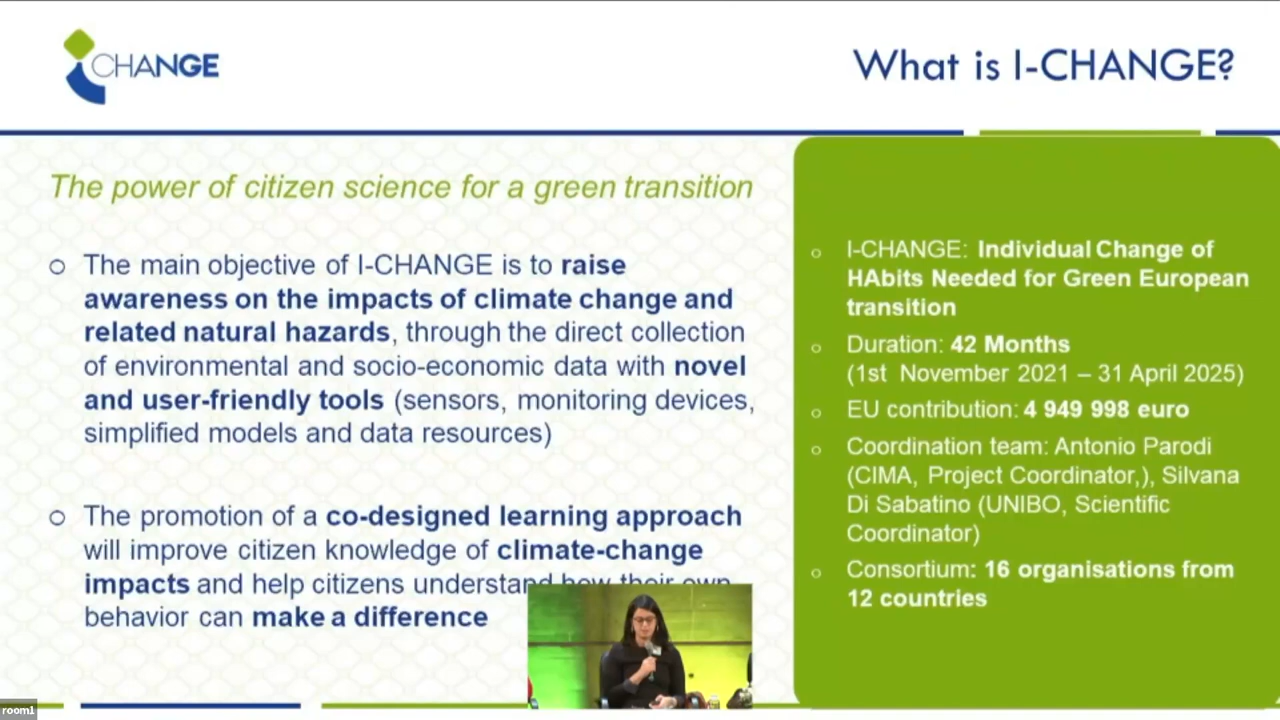 CHANGE
What is I-CHANGE?
The power of citizen science for a green transition
The main objective of I-CHANGE is to raise
awareness on the impacts of climate change and
related natural hazards, through the direct collection
of environmental and socio-economic data with novel
and user-friendly tools (sensors, monitoring devices,
simplified models and data resources)
The promotion of a co-designed learning approach
will improve citizen knowledge of climate-change
impacts and help citizens understand how their own
behavior can make a difference
I-CHANGE: Individual Change of
HAbits Needed for Green European
transition
Duration: 42 Months
(1st November 2021 – 31 April 2025)
EU contribution: 4 949 998 euro
Coordination team: Antonio Parodi
(CIMA, Project Coordinator,), Silvana
Di Sabatino (UNIBO, Scientific
Coordinator)
Consortium: 16 organisations from
12 countries
room1